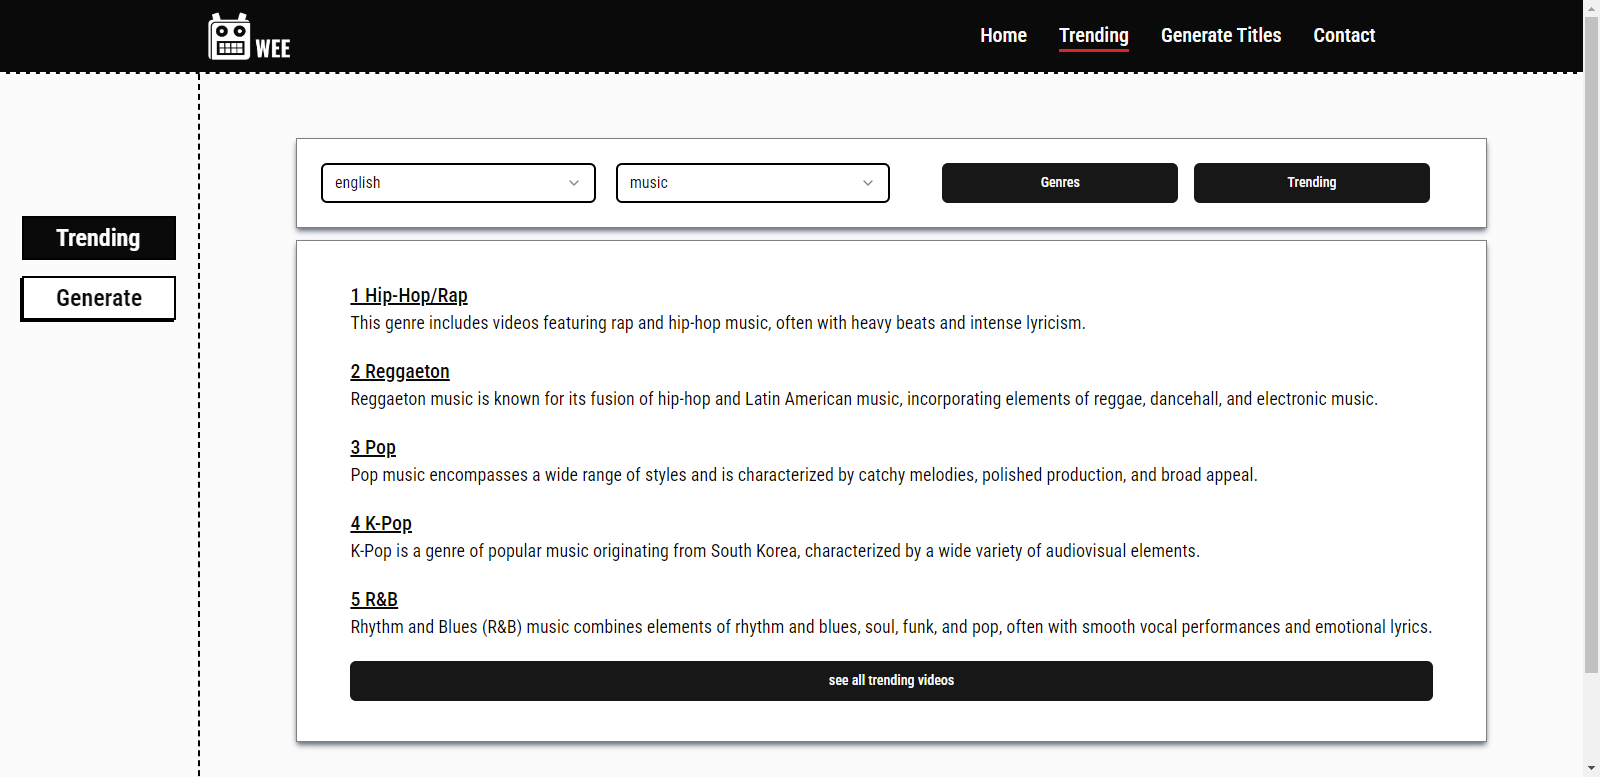 WEE
Home Trending Generate Titles Contact
english music Genres Trending
Trending
Generate
1 Hip-Hop/Rap
This genre includes videos featuring rap and hip-hop music, often with heavy beats and intense lyricism.
2 Reggaeton
Reggaeton music is known for its fusion of hip-hop and Latin American music, incorporating elements of reggae, dancehall, and electronic music.
3 Pop
Pop music encompasses a wide range of styles and is characterized by catchy melodies, polished production, and broad appeal.
4 K-Pop
K-Pop is a genre of popular music originating from South Korea, characterized by a wide variety of audiovisual elements.
5 R&B
Rhythm and Blues (R&B) music combines elements of rhythm and blues, soul, funk, and pop, often with smooth vocal performances and emotional lyrics.
see all trending videos